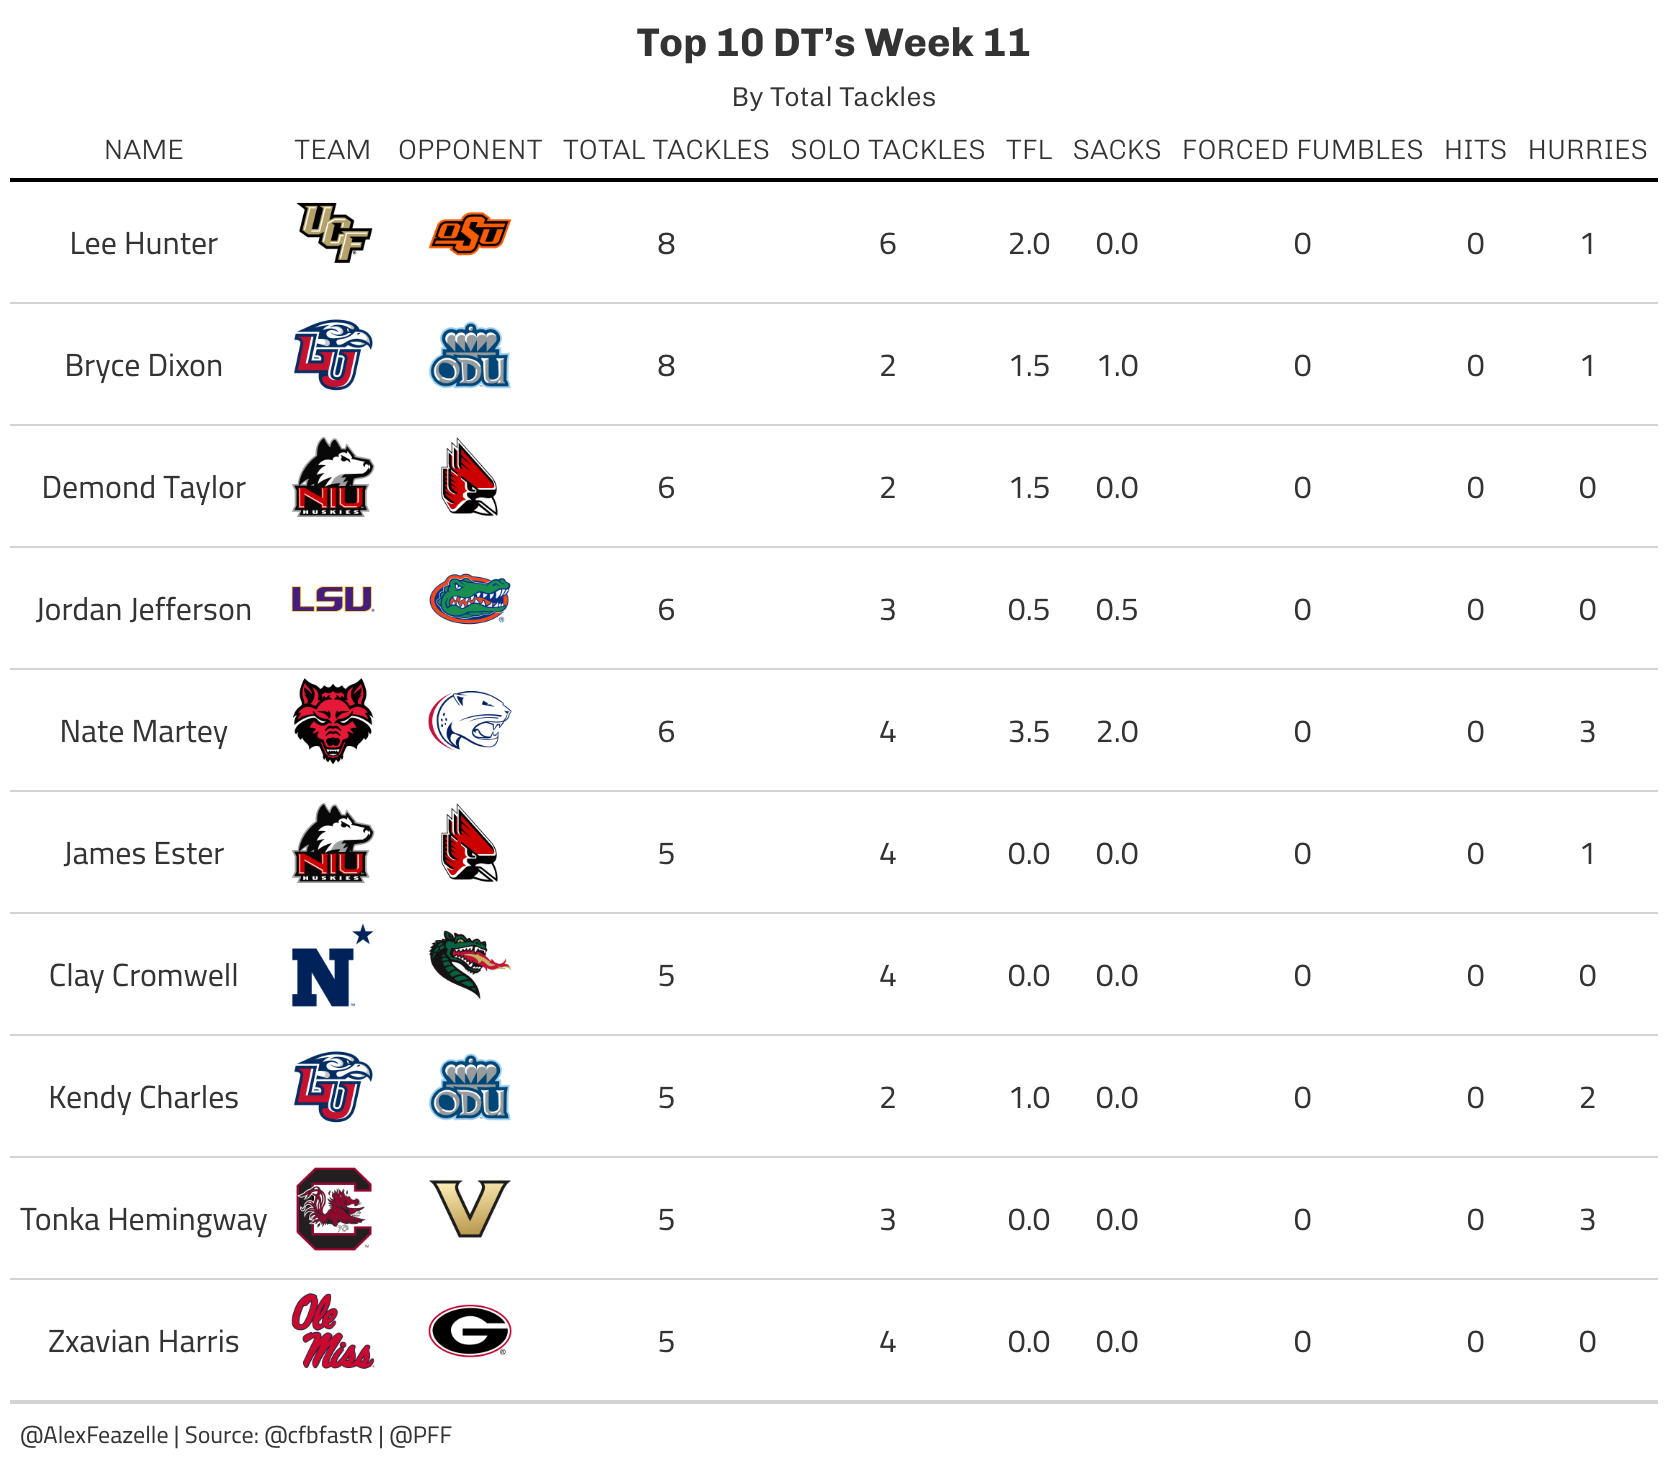 Top 10 DT’s Week 11
By Total Tackles
NAME TEAM OPPONENT TOTAL TACKLES SOLO TACKLES TFL SACKS FORCED FUMBLES HITS HURRIES
Lee Hunter UCF OSU 8 6 2.0 0.0 0 0 1
Bryce Dixon LU ODU 8 2 1.5 1.0 0 0 1
Demond Taylor NIU HUSKIES 6 2 1.5 0.0 0 0 0
Jordan Jefferson LSU 6 3 0.5 0.5 0 0 0
Nate Martey 6 4 3.5 2.0 0 0 3
James Ester NIU HUSKIES 5 4 0.0 0.0 0 0 1
Clay Cromwell N 5 4 0.0 0.0 0 0 0
Kendy Charles LU ODU 5 2 1.0 0.0 0 0 2
Tonka Hemingway C V 5 3 0.0 0.0 0 0 3
Zxavian Harris Ole Miss G 5 4 0.0 0.0 0 0 0
@AlexFeazelle | Source: @cfbfastR | @PFF